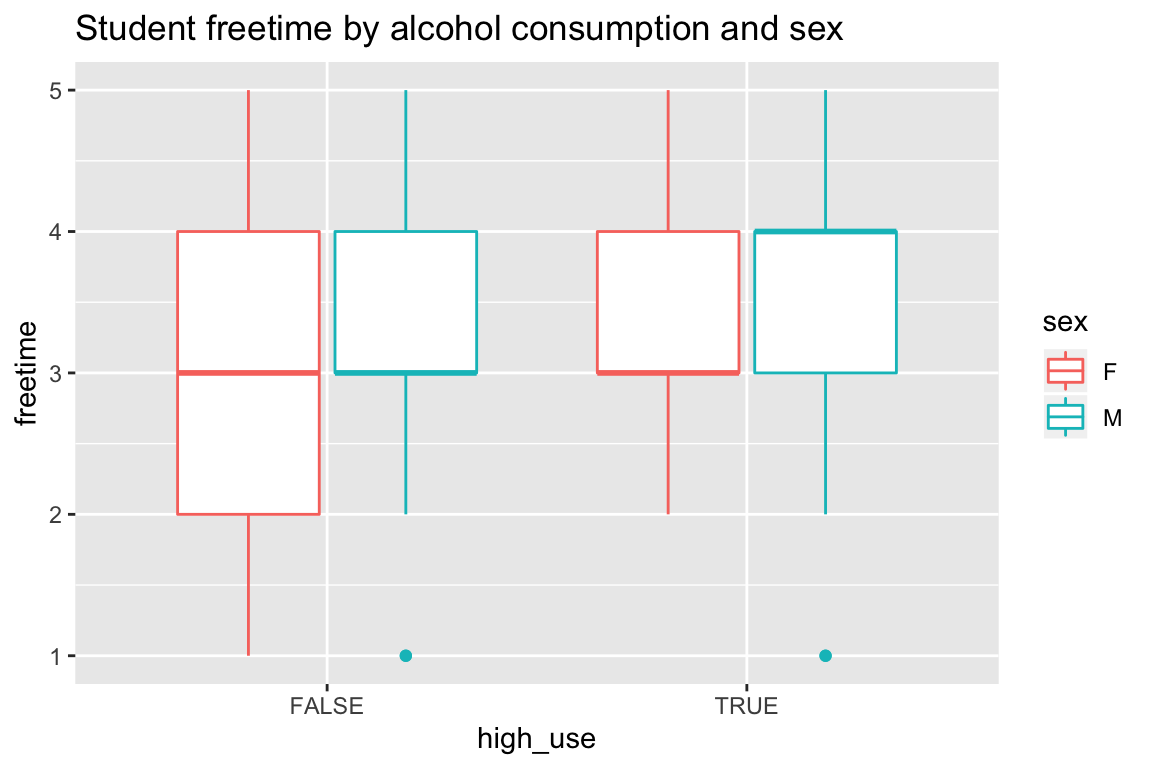 Student freetime by alcohol consumption and sex
5
4
3
2
1
freetime
FALSE
TRUE
high_use
sex
F
M